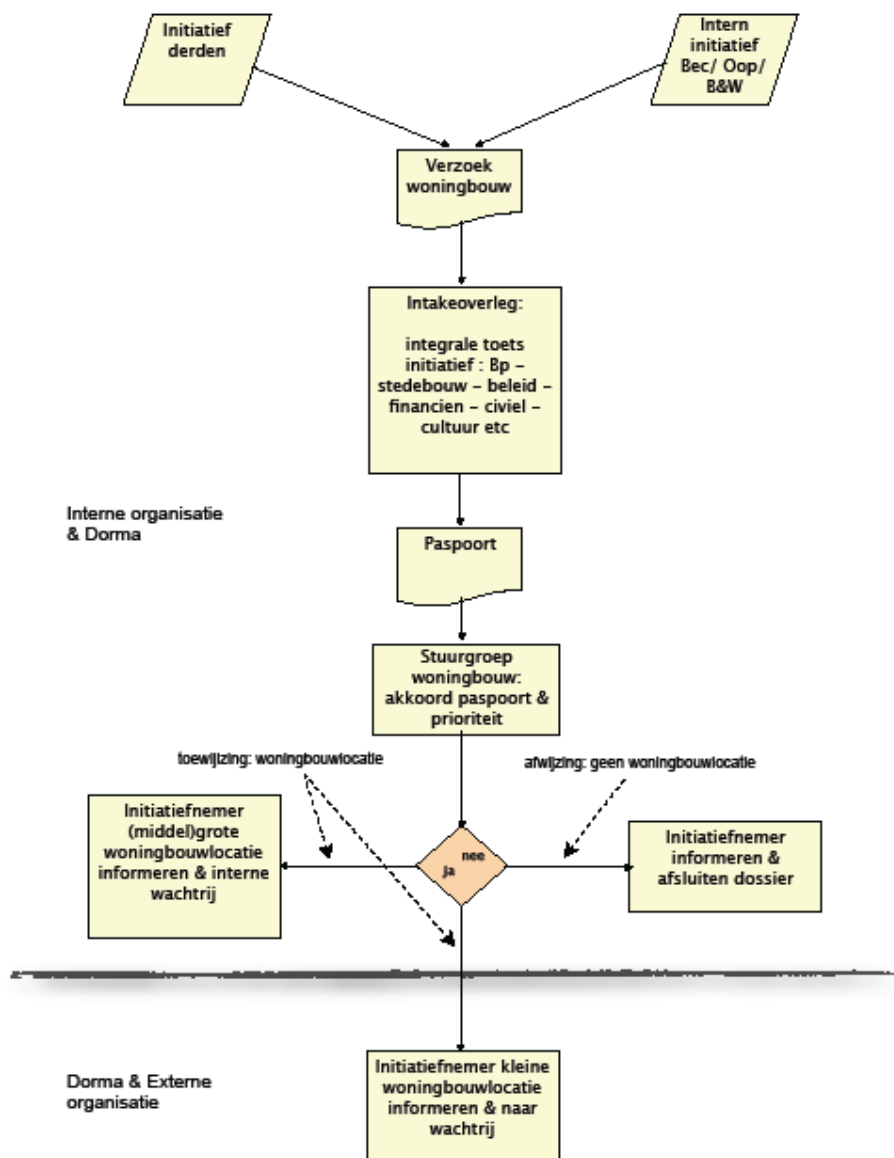 Initiatief
derden
Intern
initiatief
Bec/ Oop/
B&W
Verzoek
woningbouw
Intakeoverleg:
integrale toets
initiatief : Bp –
stedebouw – beleid –
financien – civiel –
cultuur etc
Interne organisatie
& Dorma
Paspoort
Stuurgroep
woningbouw:
akkoord paspoort &
prioriteit
toewijzing: woningbouwlocatie
afwijzing: geen woningbouwlocatie
Initiatiefnemer
(middel)grote
woningbouwlocatie
informeren & interne
wachtrij
nee
ja
Initiatiefnemer
informeren &
afsluiten dossier
Dorma & Externe
organisatie
Initiatiefnemer kleine
woningbouwlocatie
informeren & naar
wachtrij